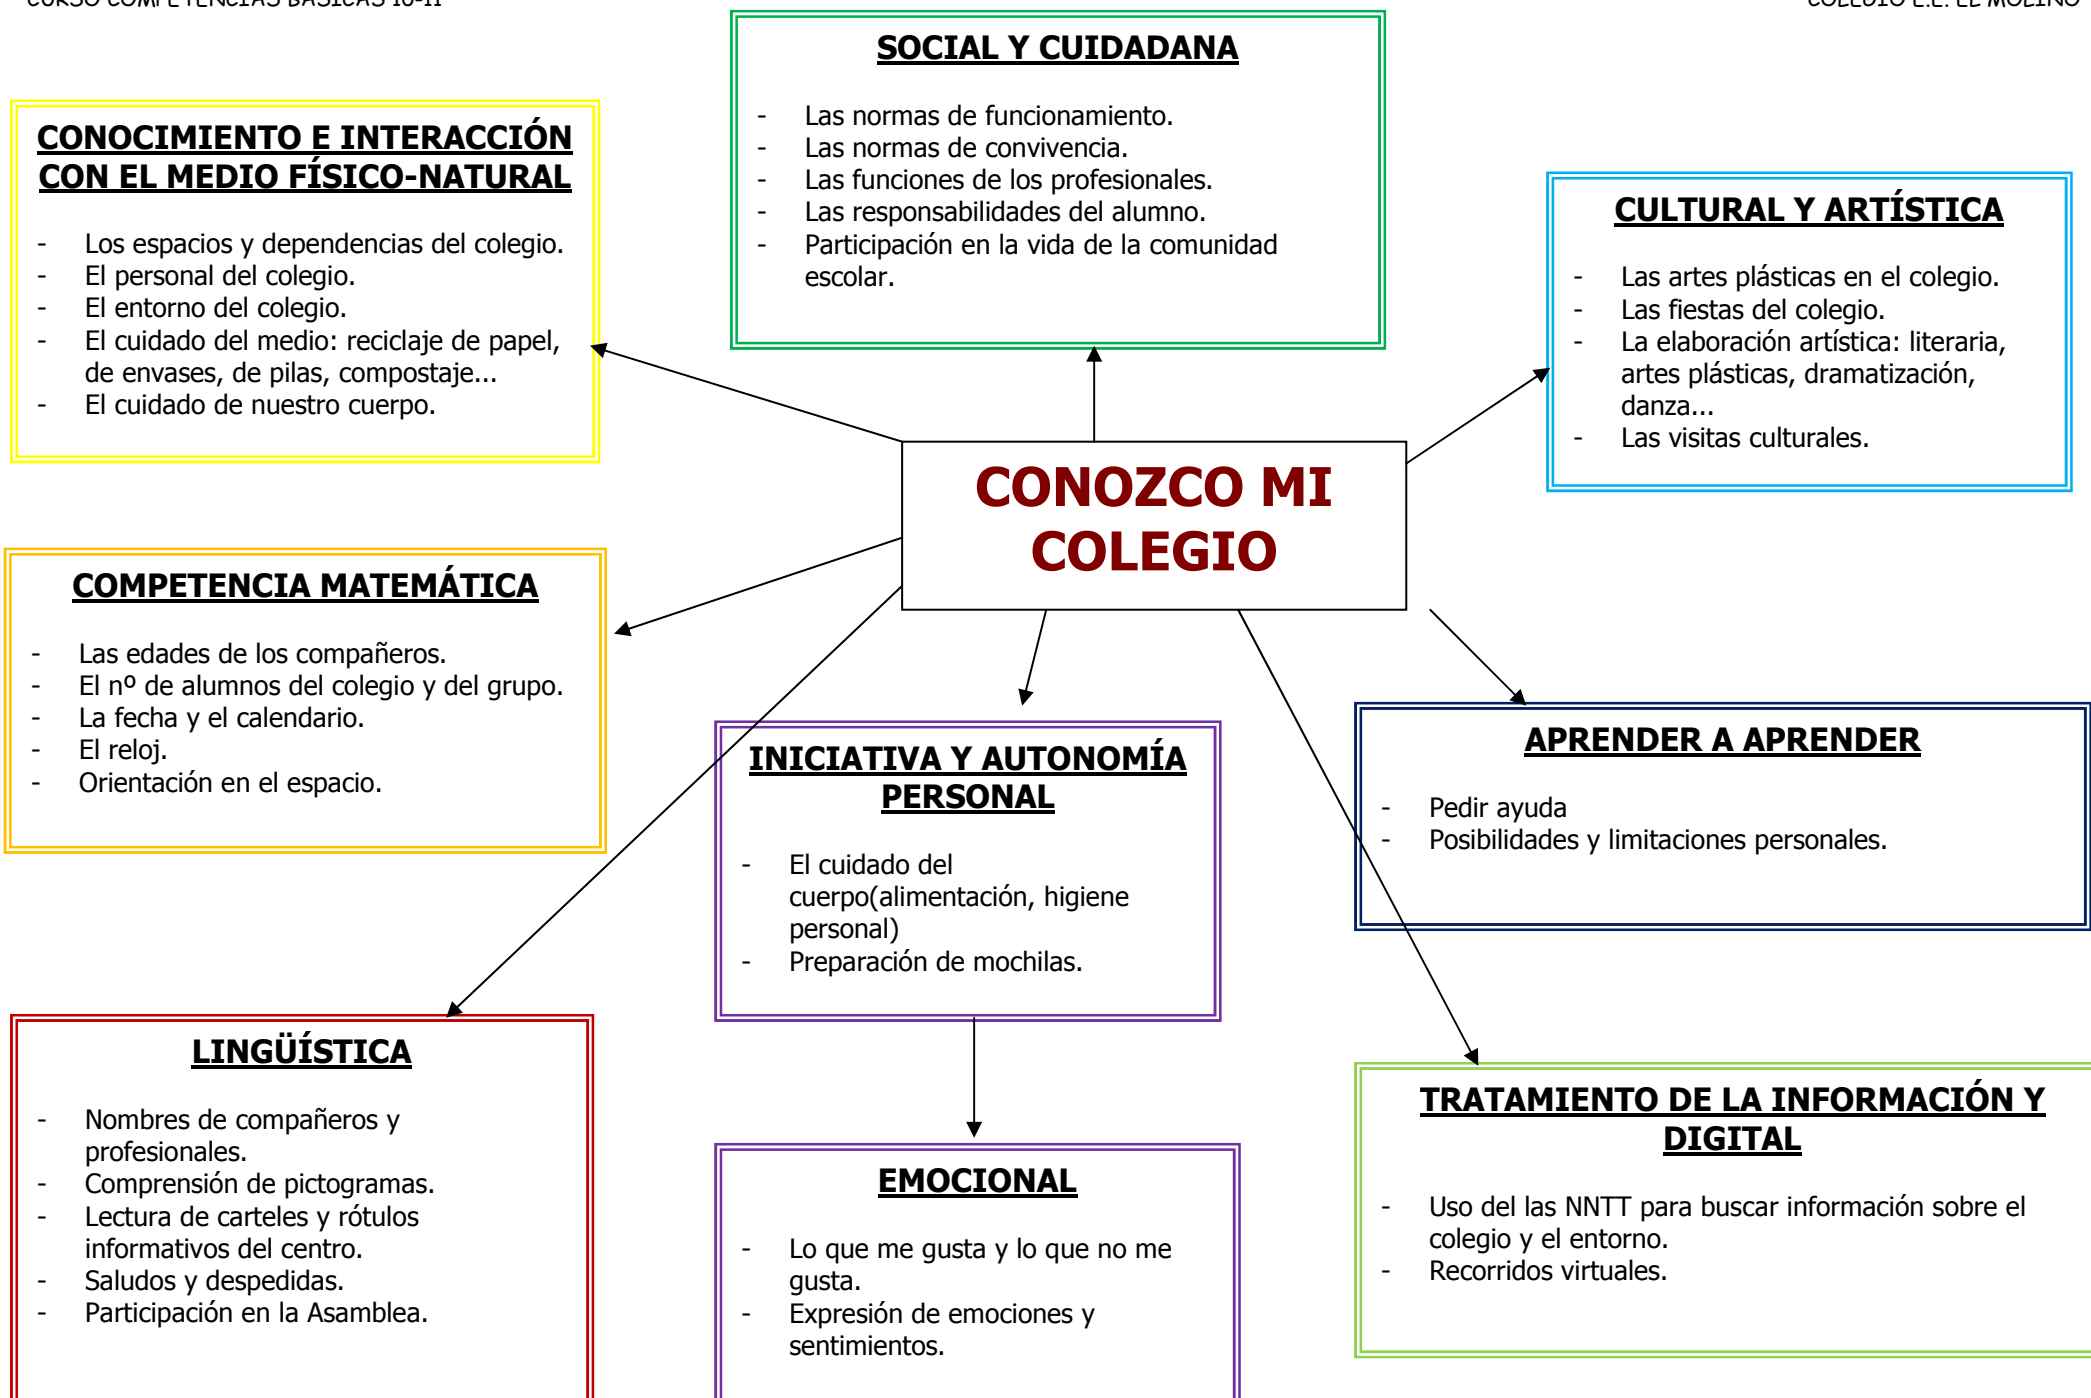 CURSO COMPETENCIAS BÁSICAS 10-11
COLEGIO E.E. EL MOLINO
SOCIAL Y CUIDADANA
- Las normas de funcionamiento.
- Las normas de convivencia.
- Las funciones de los profesionales.
- Las responsabilidades del alumno.
- Participación en la vida de la comunidad
escolar.
CONOCIMIENTO E INTERACCIÓN
CON EL MEDIO FÍSICO-NATURAL
- Los espacios y dependencias del colegio.
- El personal del colegio.
- El entorno del colegio.
- El cuidado del medio: reciclaje de papel,
de envases, de pilas, compostaje...
- El cuidado de nuestro cuerpo.
CULTURAL Y ARTÍSTICA
- Las artes plásticas en el colegio.
- Las fiestas del colegio.
- La elaboración artística: literaria,
artes plásticas, dramatización,
danza...
- Las visitas culturales.
CONOZCO MI
COLEGIO
COMPETENCIA MATEMÁTICA
- Las edades de los compañeros.
- El nº de alumnos del colegio y del grupo.
- La fecha y el calendario.
- El reloj.
- Orientación en el espacio.
INICIATIVA Y AUTONOMÍA
PERSONAL
- El cuidado del
cuerpo(alimentación, higiene
personal)
- Preparación de mochilas.
APRENDER A APRENDER
- Pedir ayuda
- Posibilidades y limitaciones personales.
LINGÜÍSTICA
- Nombres de compañeros y
profesionales.
- Comprensión de pictogramas.
- Lectura de carteles y rótulos
informativos del centro.
- Saludos y despedidas.
- Participación en la Asamblea.
EMOCIONAL
- Lo que me gusta y lo que no me
gusta.
- Expresión de emociones y
sentimientos.
TRATAMIENTO DE LA INFORMACIÓN Y
DIGITAL
- Uso del las NNTT para buscar información sobre el
colegio y el entorno.
- Recorridos virtuales.